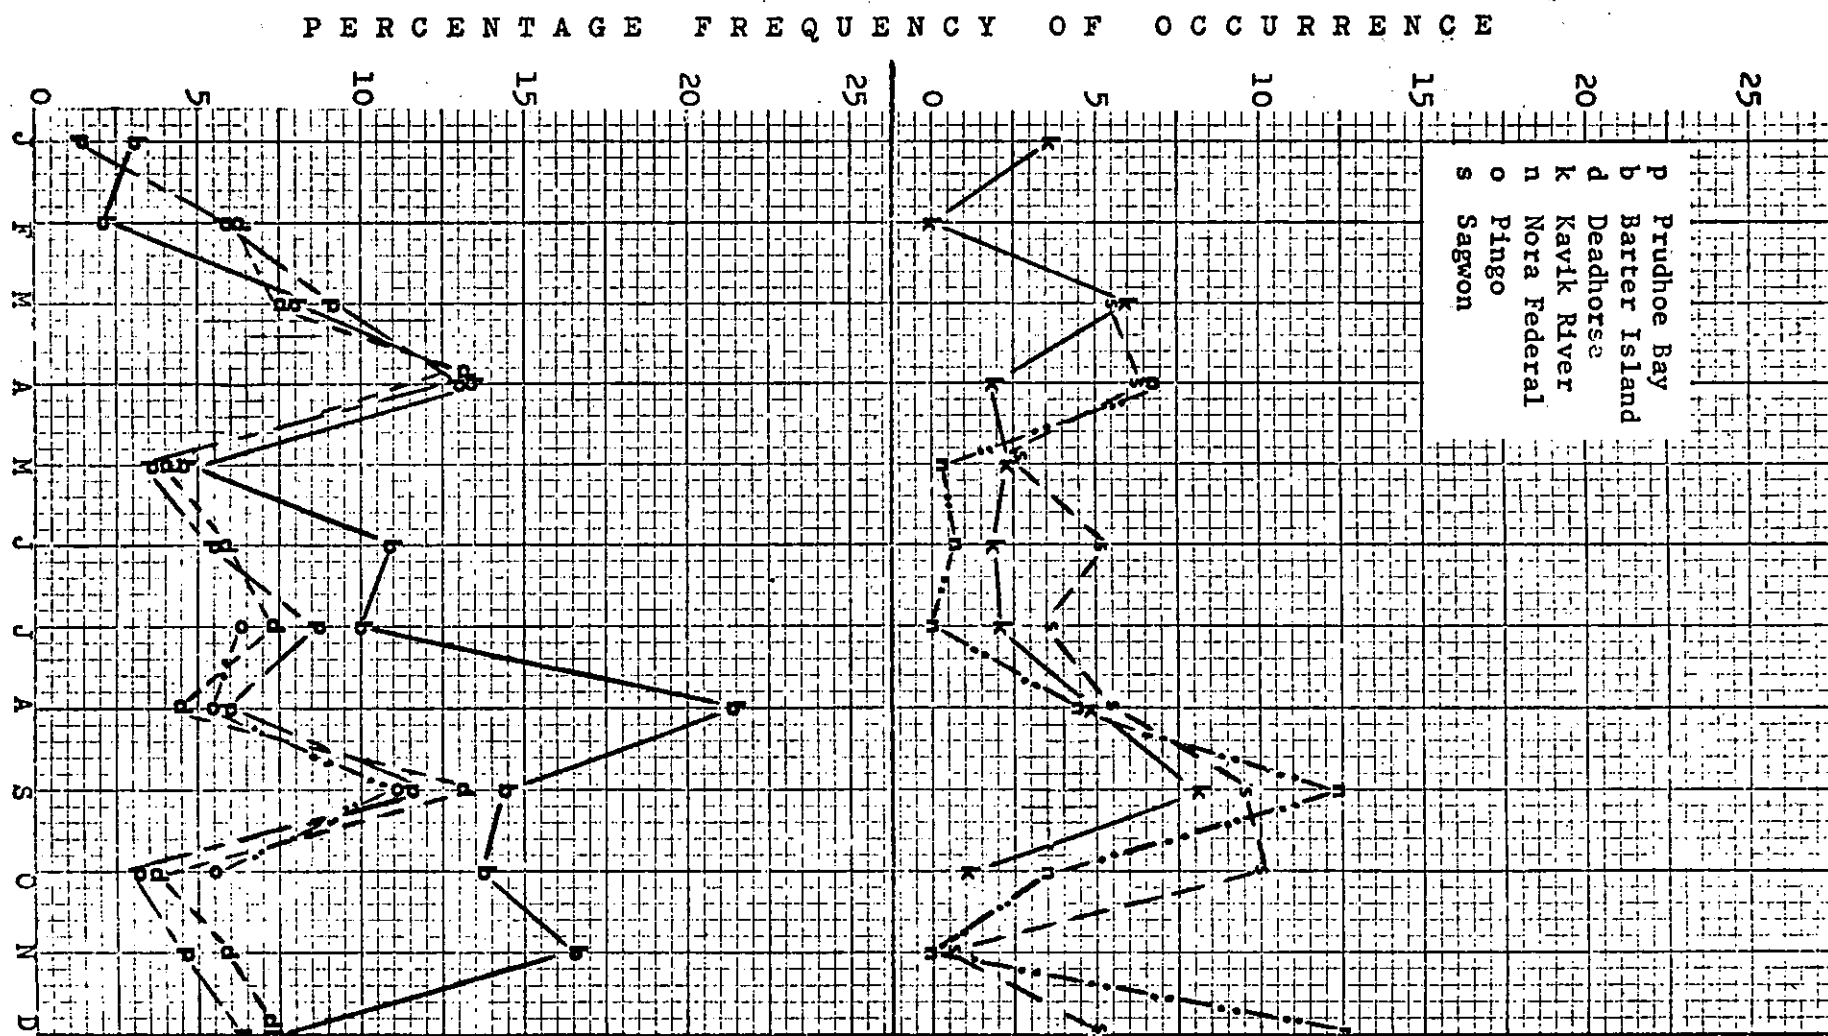 PERCENTAGE FREQUENCY OF OCCURRENCE
0 5 10 15 20 25
0 5 10 15 20 25
p Prudhoe Bay
b Barter Island
d Deadhorse
k Kavik River
n Nora Federal
o Pingo
s Sagwon
J F M A M J J A S O N D